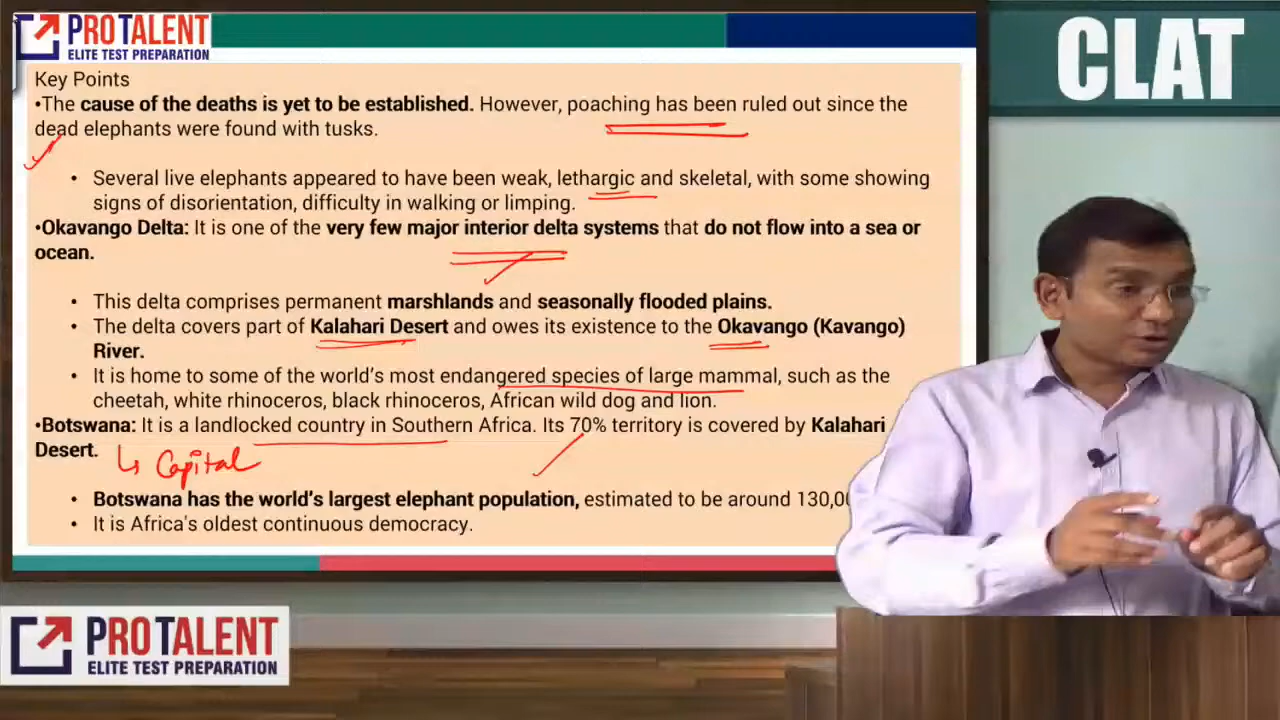 PRO TALENT
ELITE TEST PREPARATION
CLAT
Key Points
•The cause of the deaths is yet to be established. However, poaching has been ruled out since the
dead elephants were found with tusks.
• Several live elephants appeared to have been weak, lethargic and skeletal, with some showing
signs of disorientation, difficulty in walking or limping.
•Okavango Delta: It is one of the very few major interior delta systems that do not flow into a sea or
ocean.
• This delta comprises permanent marshlands and seasonally flooded plains.
• The delta covers part of Kalahari Desert and owes its existence to the Okavango (Kavango)
River.
• It is home to some of the world's most endangered species of large mammal, such as the
cheetah, white rhinoceros, black rhinoceros, African wild dog and lion.
•Botswana: It is a landlocked country in Southern Africa. Its 70% territory is covered by Kalahari
Desert.
Capital
• Botswana has the world's largest elephant population, estimated to be around 130,00
• It is Africa's oldest continuous democracy.
PRO TALENT
ELITE TEST PREPARATION